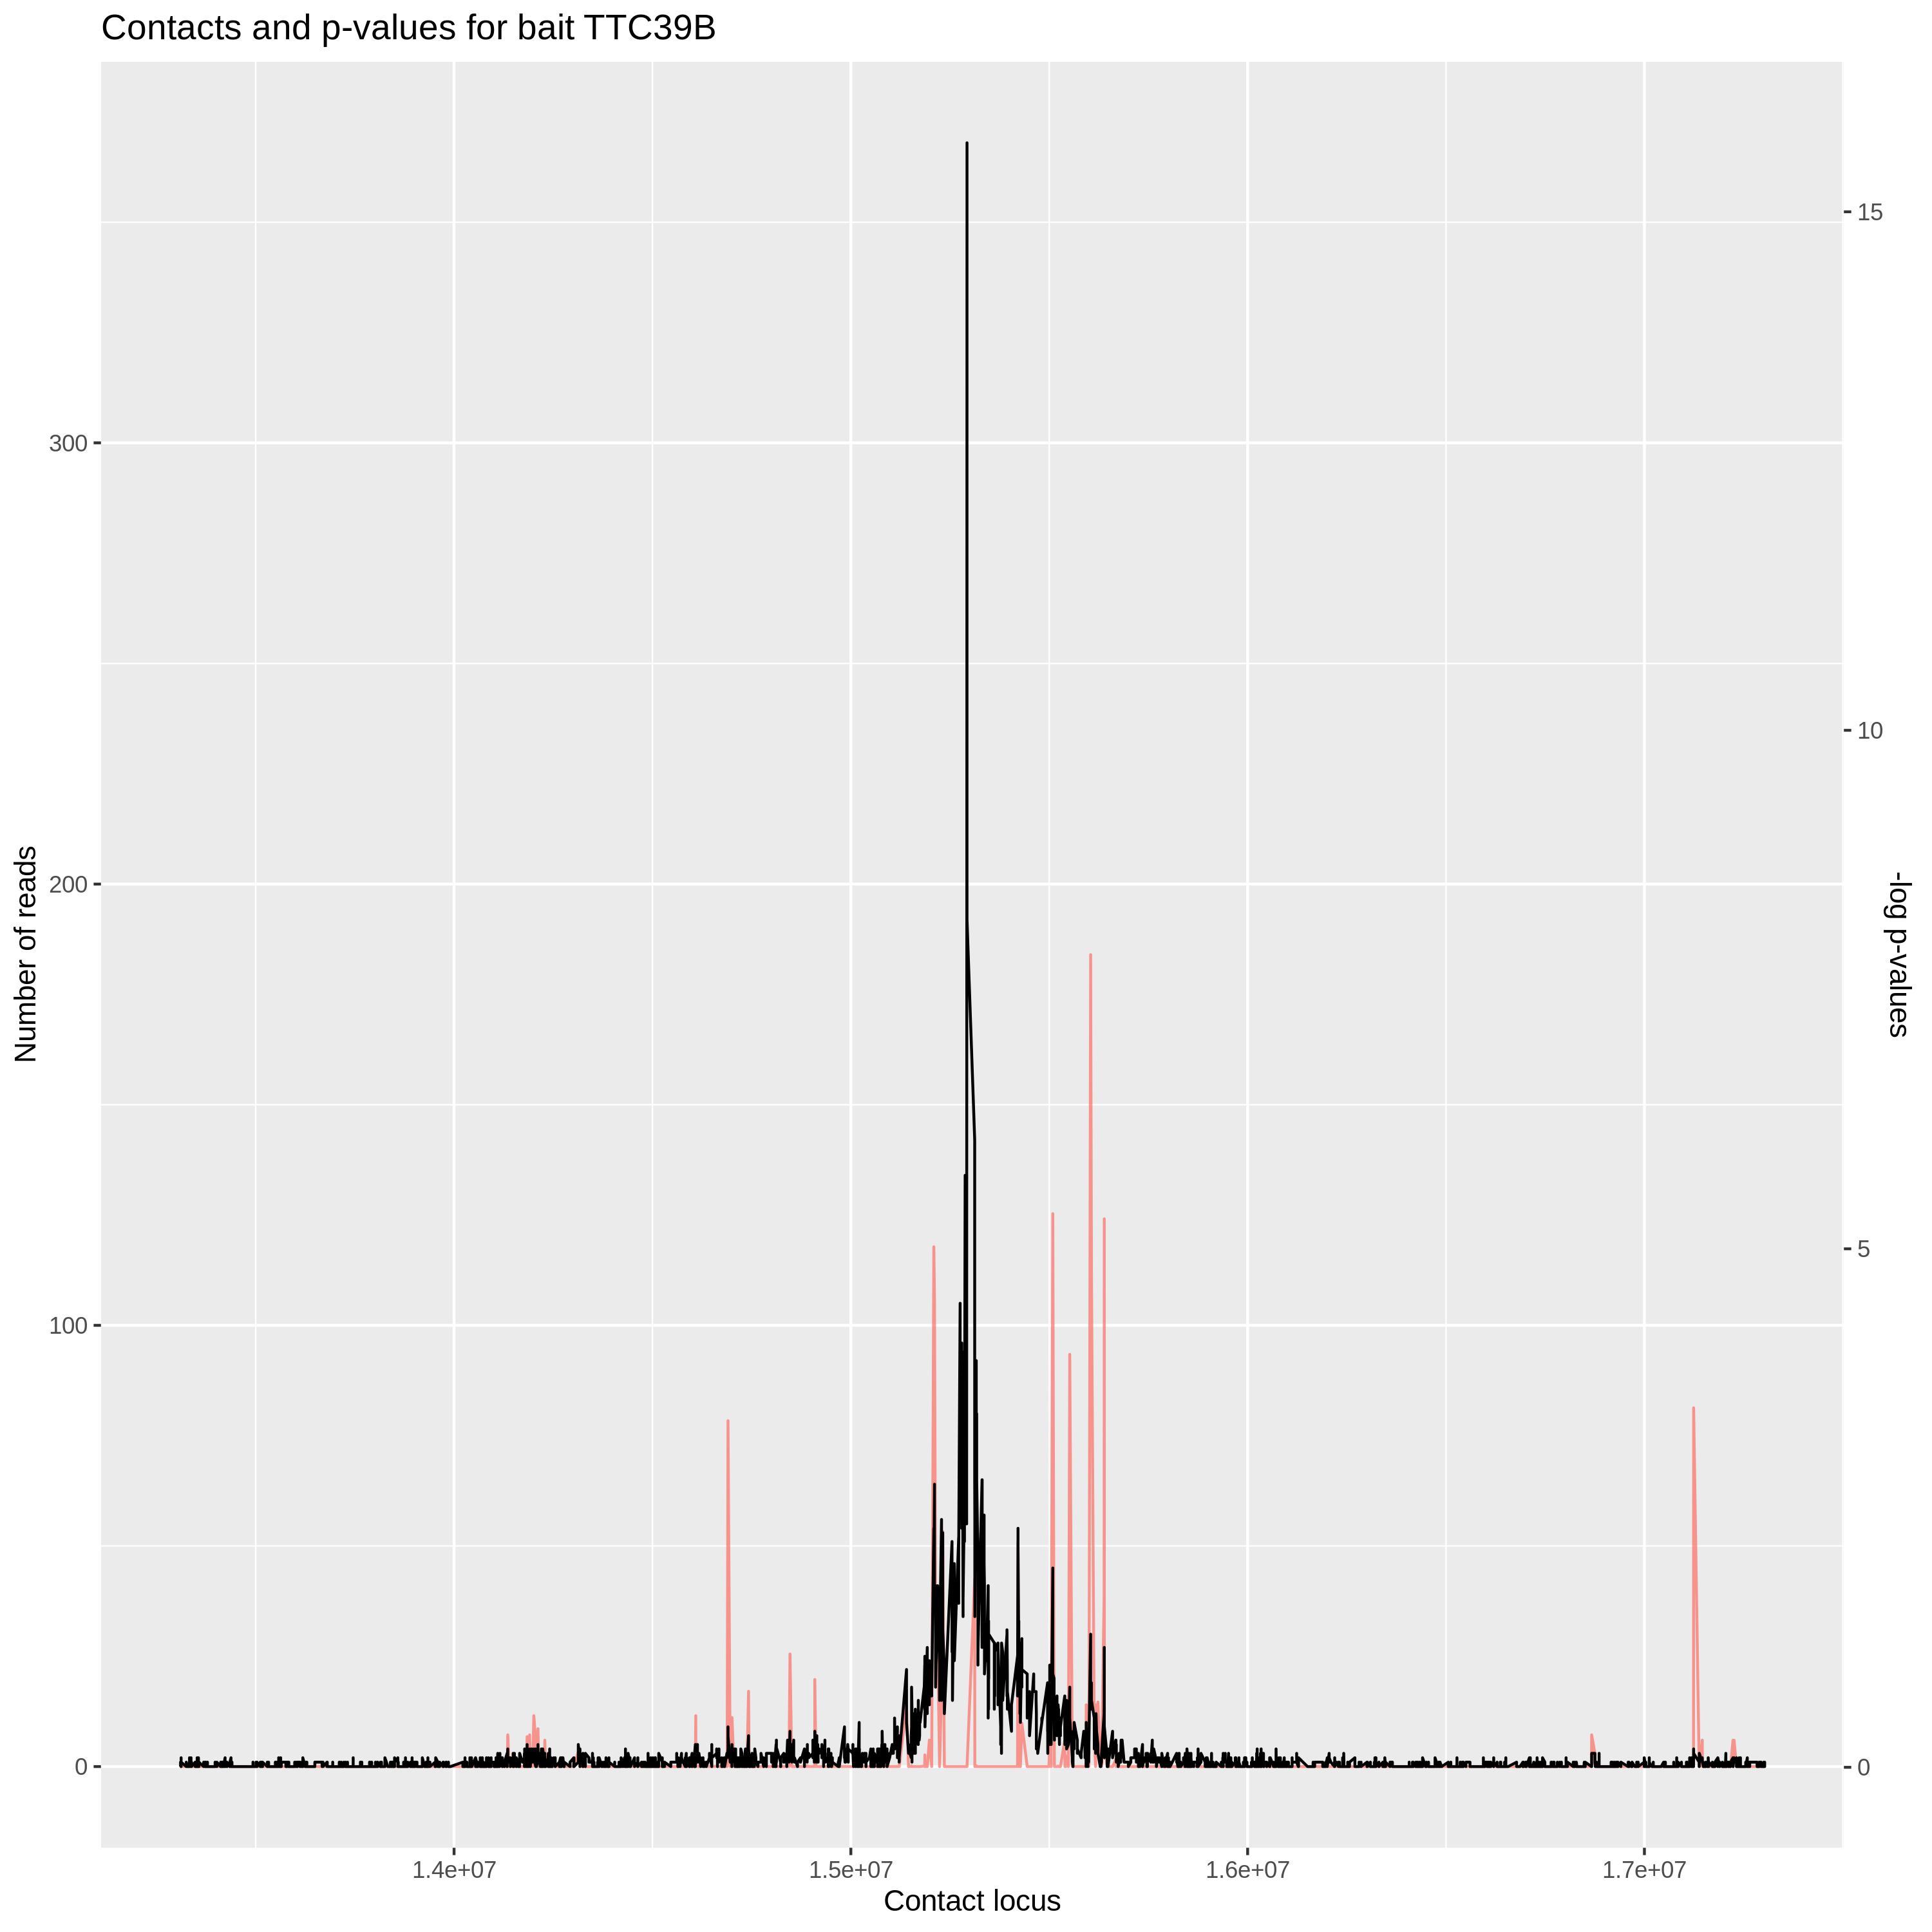 Contacts and p-values for bait TTC39B
300
200
100
0
Number of reads
15
10
5
0
-log p-values
1.4e+07
1.5e+07
1.6e+07
1.7e+07
Contact locus